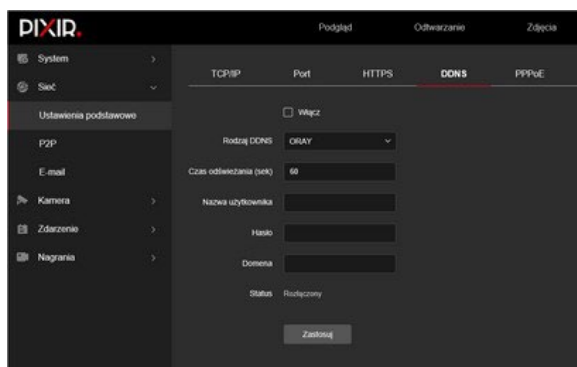 PIXIR.
Podgląd Odtwarzanie Zdjęcia
System
Sieć
Ustawienia podstawowe
P2P
E-mail
Kamera
Zdarzenie
Nagrania
TCP/IP Port HTTPS DDNS PPPoE
Włącz
Rodzaj DDNS ORAY
Czas odświeżania (sek) 60
Nazwa użytkownika
Hasło
Domena
Status Rozłączony
Zastosuj